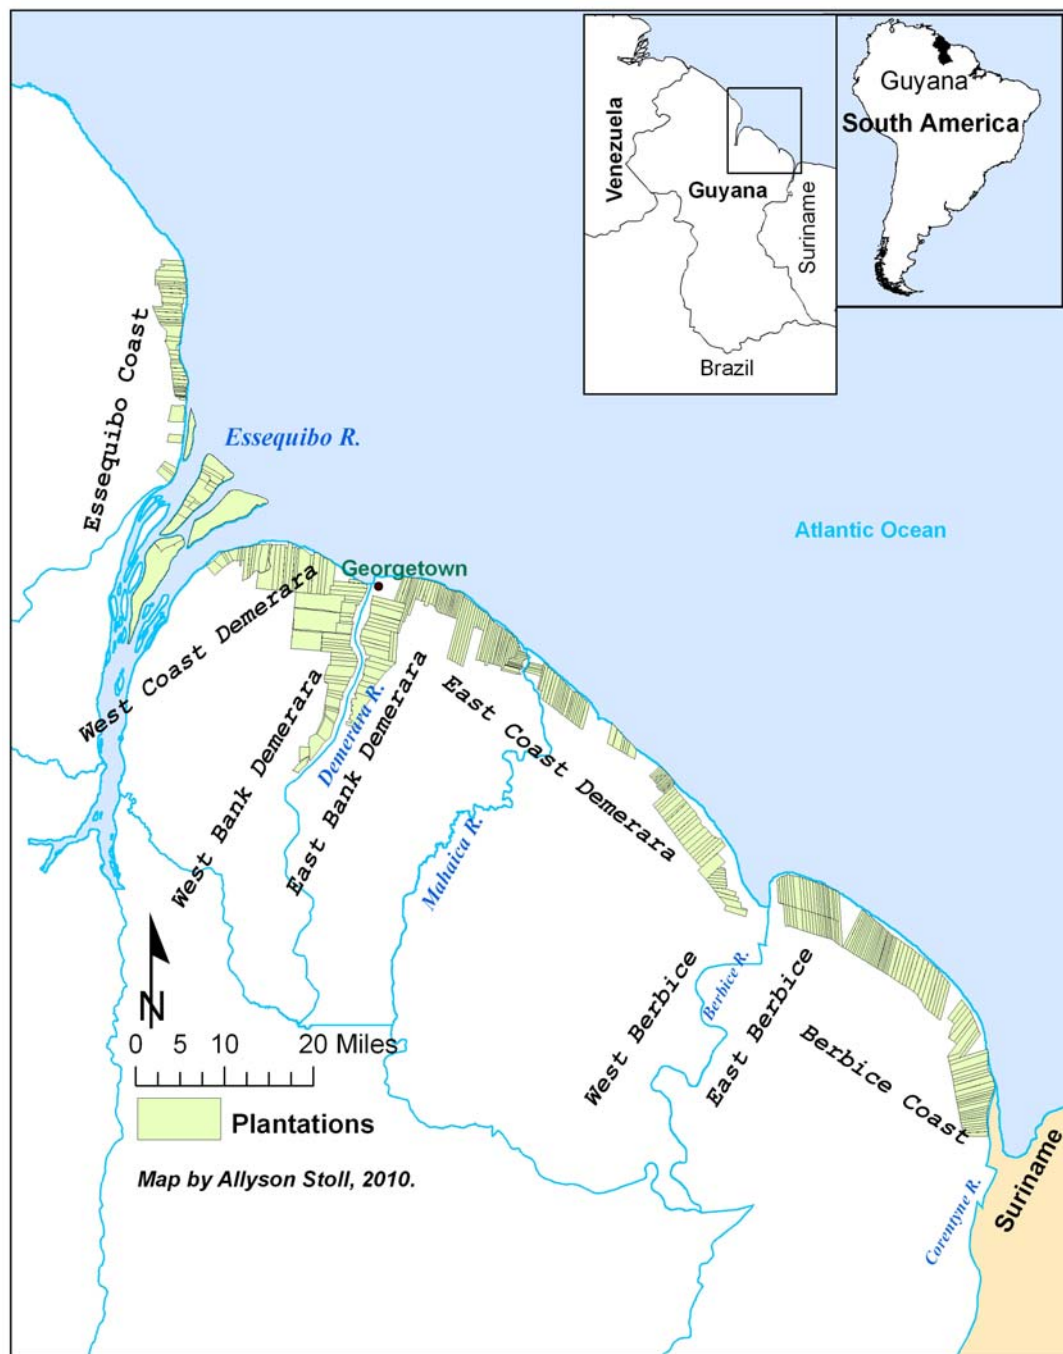 Venezuela
Guyana
Suriname
Brazil
Guyana
South America
Essequibo Coast
Essequibo R.
Atlantic Ocean
Georgetown
West Coast Demerara
West Bank Demerara
Demerara R.
East Bank Demerara
East Coast Demerara
Mahaica R.
West Berbice
Berbice R.
East Berbice
Berbice Coast
Corentyne R.
Suriname
N
0 5 10 20 Miles
Plantations
Map by Allyson Stoll, 2010.